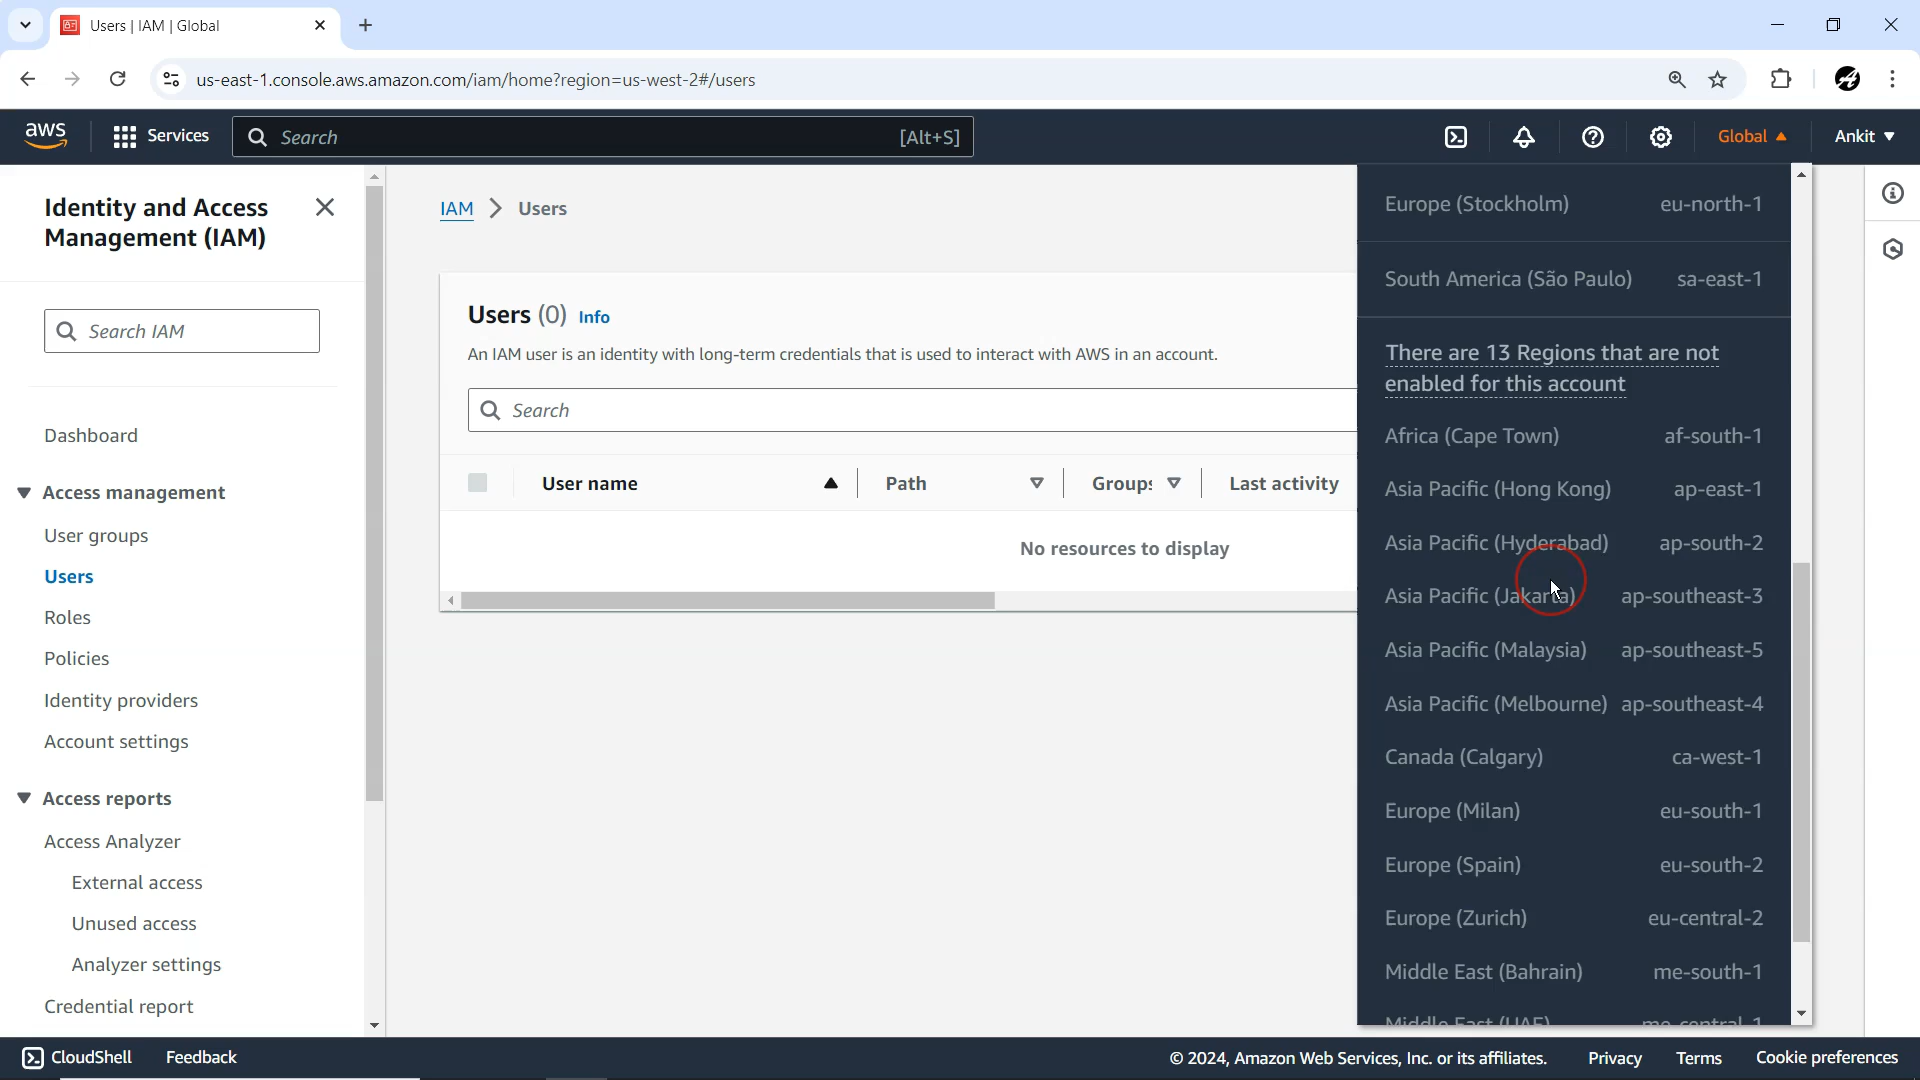 Users | IAM | Global
us-east-1.console.aws.amazon.com/iam/home?region=us-west-2#/users
aws
Services
Search
[Alt+S]
Global
Ankit
Identity and Access
Management (IAM)
Search IAM
Dashboard
Access management
User groups
Users
Roles
Policies
Identity providers
Account settings
Access reports
Access Analyzer
External access
Unused access
Analyzer settings
Credential report
IAM > Users
Users (0) Info
An IAM user is an identity with long-term credentials that is used to interact with AWS in an account.
Search
User name
Path
Groups
Last activity
No resources to display
Europe (Stockholm) eu-north-1
South America (São Paulo) sa-east-1
There are 13 Regions that are not
enabled for this account
Africa (Cape Town) af-south-1
Asia Pacific (Hong Kong) ap-east-1
Asia Pacific (Hyderabad) ap-south-2
Asia Pacific (Jakarta) ap-southeast-3
Asia Pacific (Malaysia) ap-southeast-5
Asia Pacific (Melbourne) ap-southeast-4
Canada (Calgary) ca-west-1
Europe (Milan) eu-south-1
Europe (Spain) eu-south-2
Europe (Zurich) eu-central-2
Middle East (Bahrain) me-south-1
Middle East (UAE) me-central-1
CloudShell
Feedback
© 2024, Amazon Web Services, Inc. or its affiliates.
Privacy
Terms
Cookie preferences